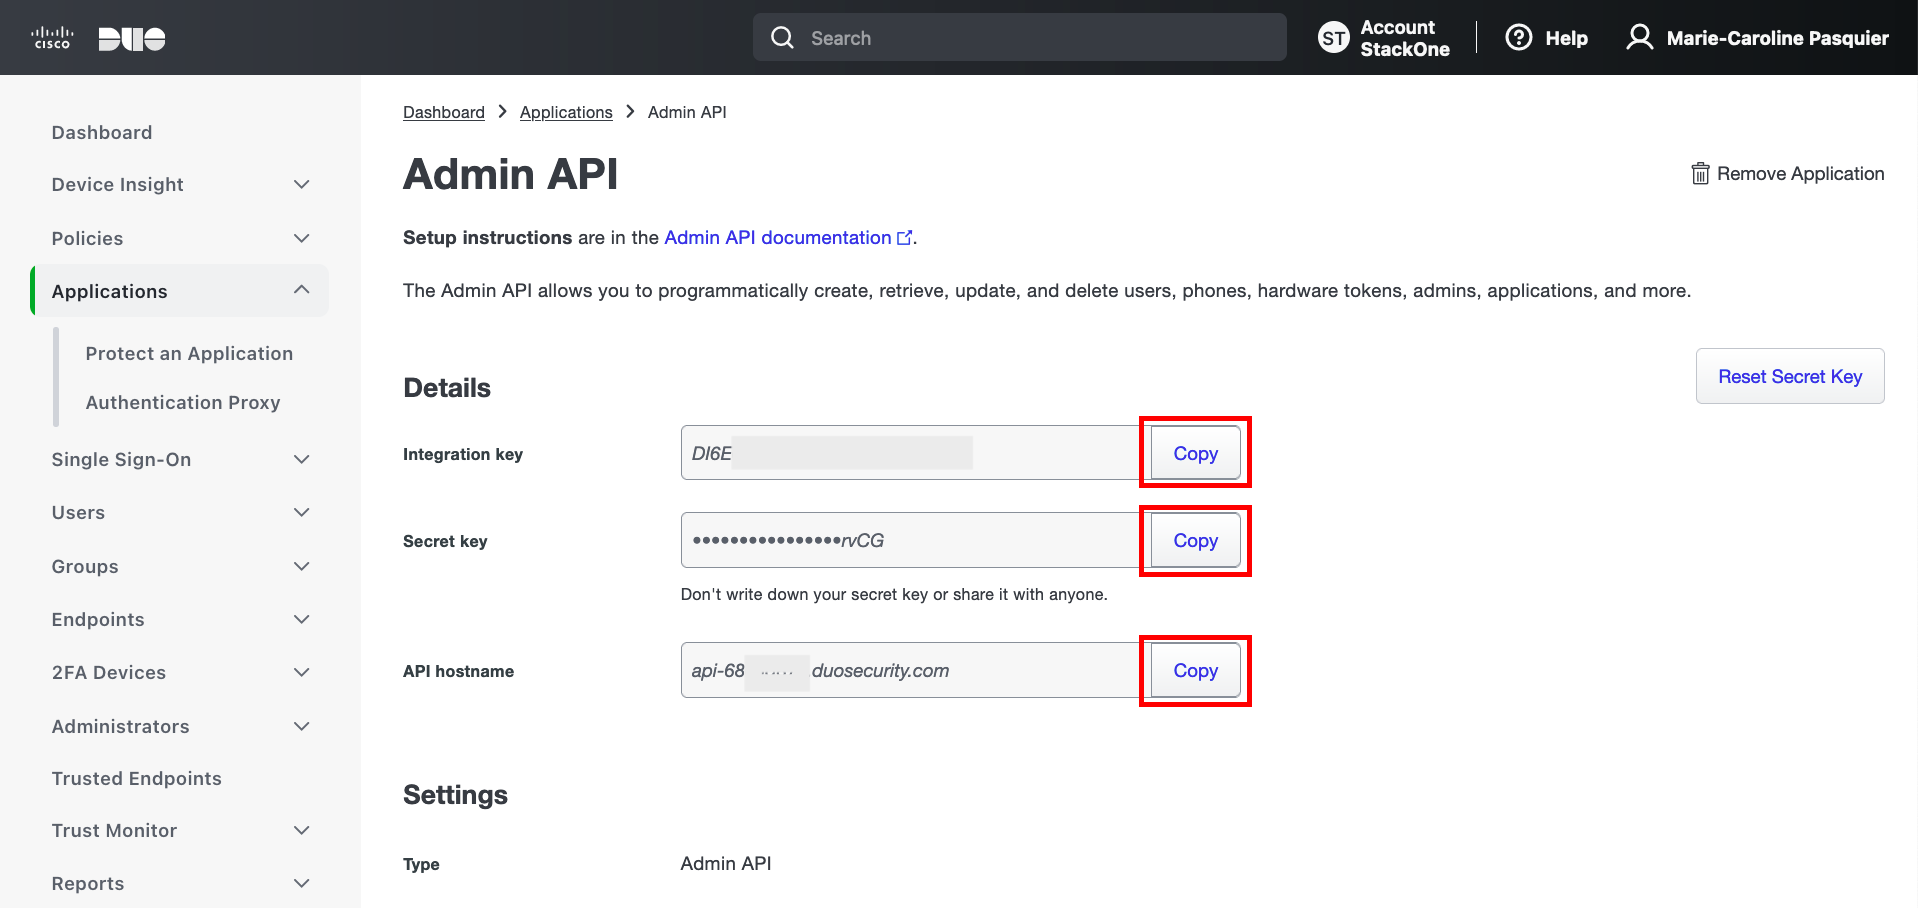 CISCO DUO
Search
ST
Account
StackOne
Help
Marie-Caroline Pasquier
Dashboard
Device Insight
Policies
Applications
Protect an Application
Authentication Proxy
Single Sign-On
Users
Groups
Endpoints
2FA Devices
Administrators
Trusted Endpoints
Trust Monitor
Reports
Dashboard > Applications > Admin API
Admin API
Remove Application
Setup instructions are in the Admin API documentation.
The Admin API allows you to programmatically create, retrieve, update, and delete users, phones, hardware tokens, admins, applications, and more.
Details
Reset Secret Key
Integration key DI6E Copy
Secret key ••••••••••••••••rvCG Copy
Don't write down your secret key or share it with anyone.
API hostname api-68 duosecurity.com Copy
Settings
Type Admin API